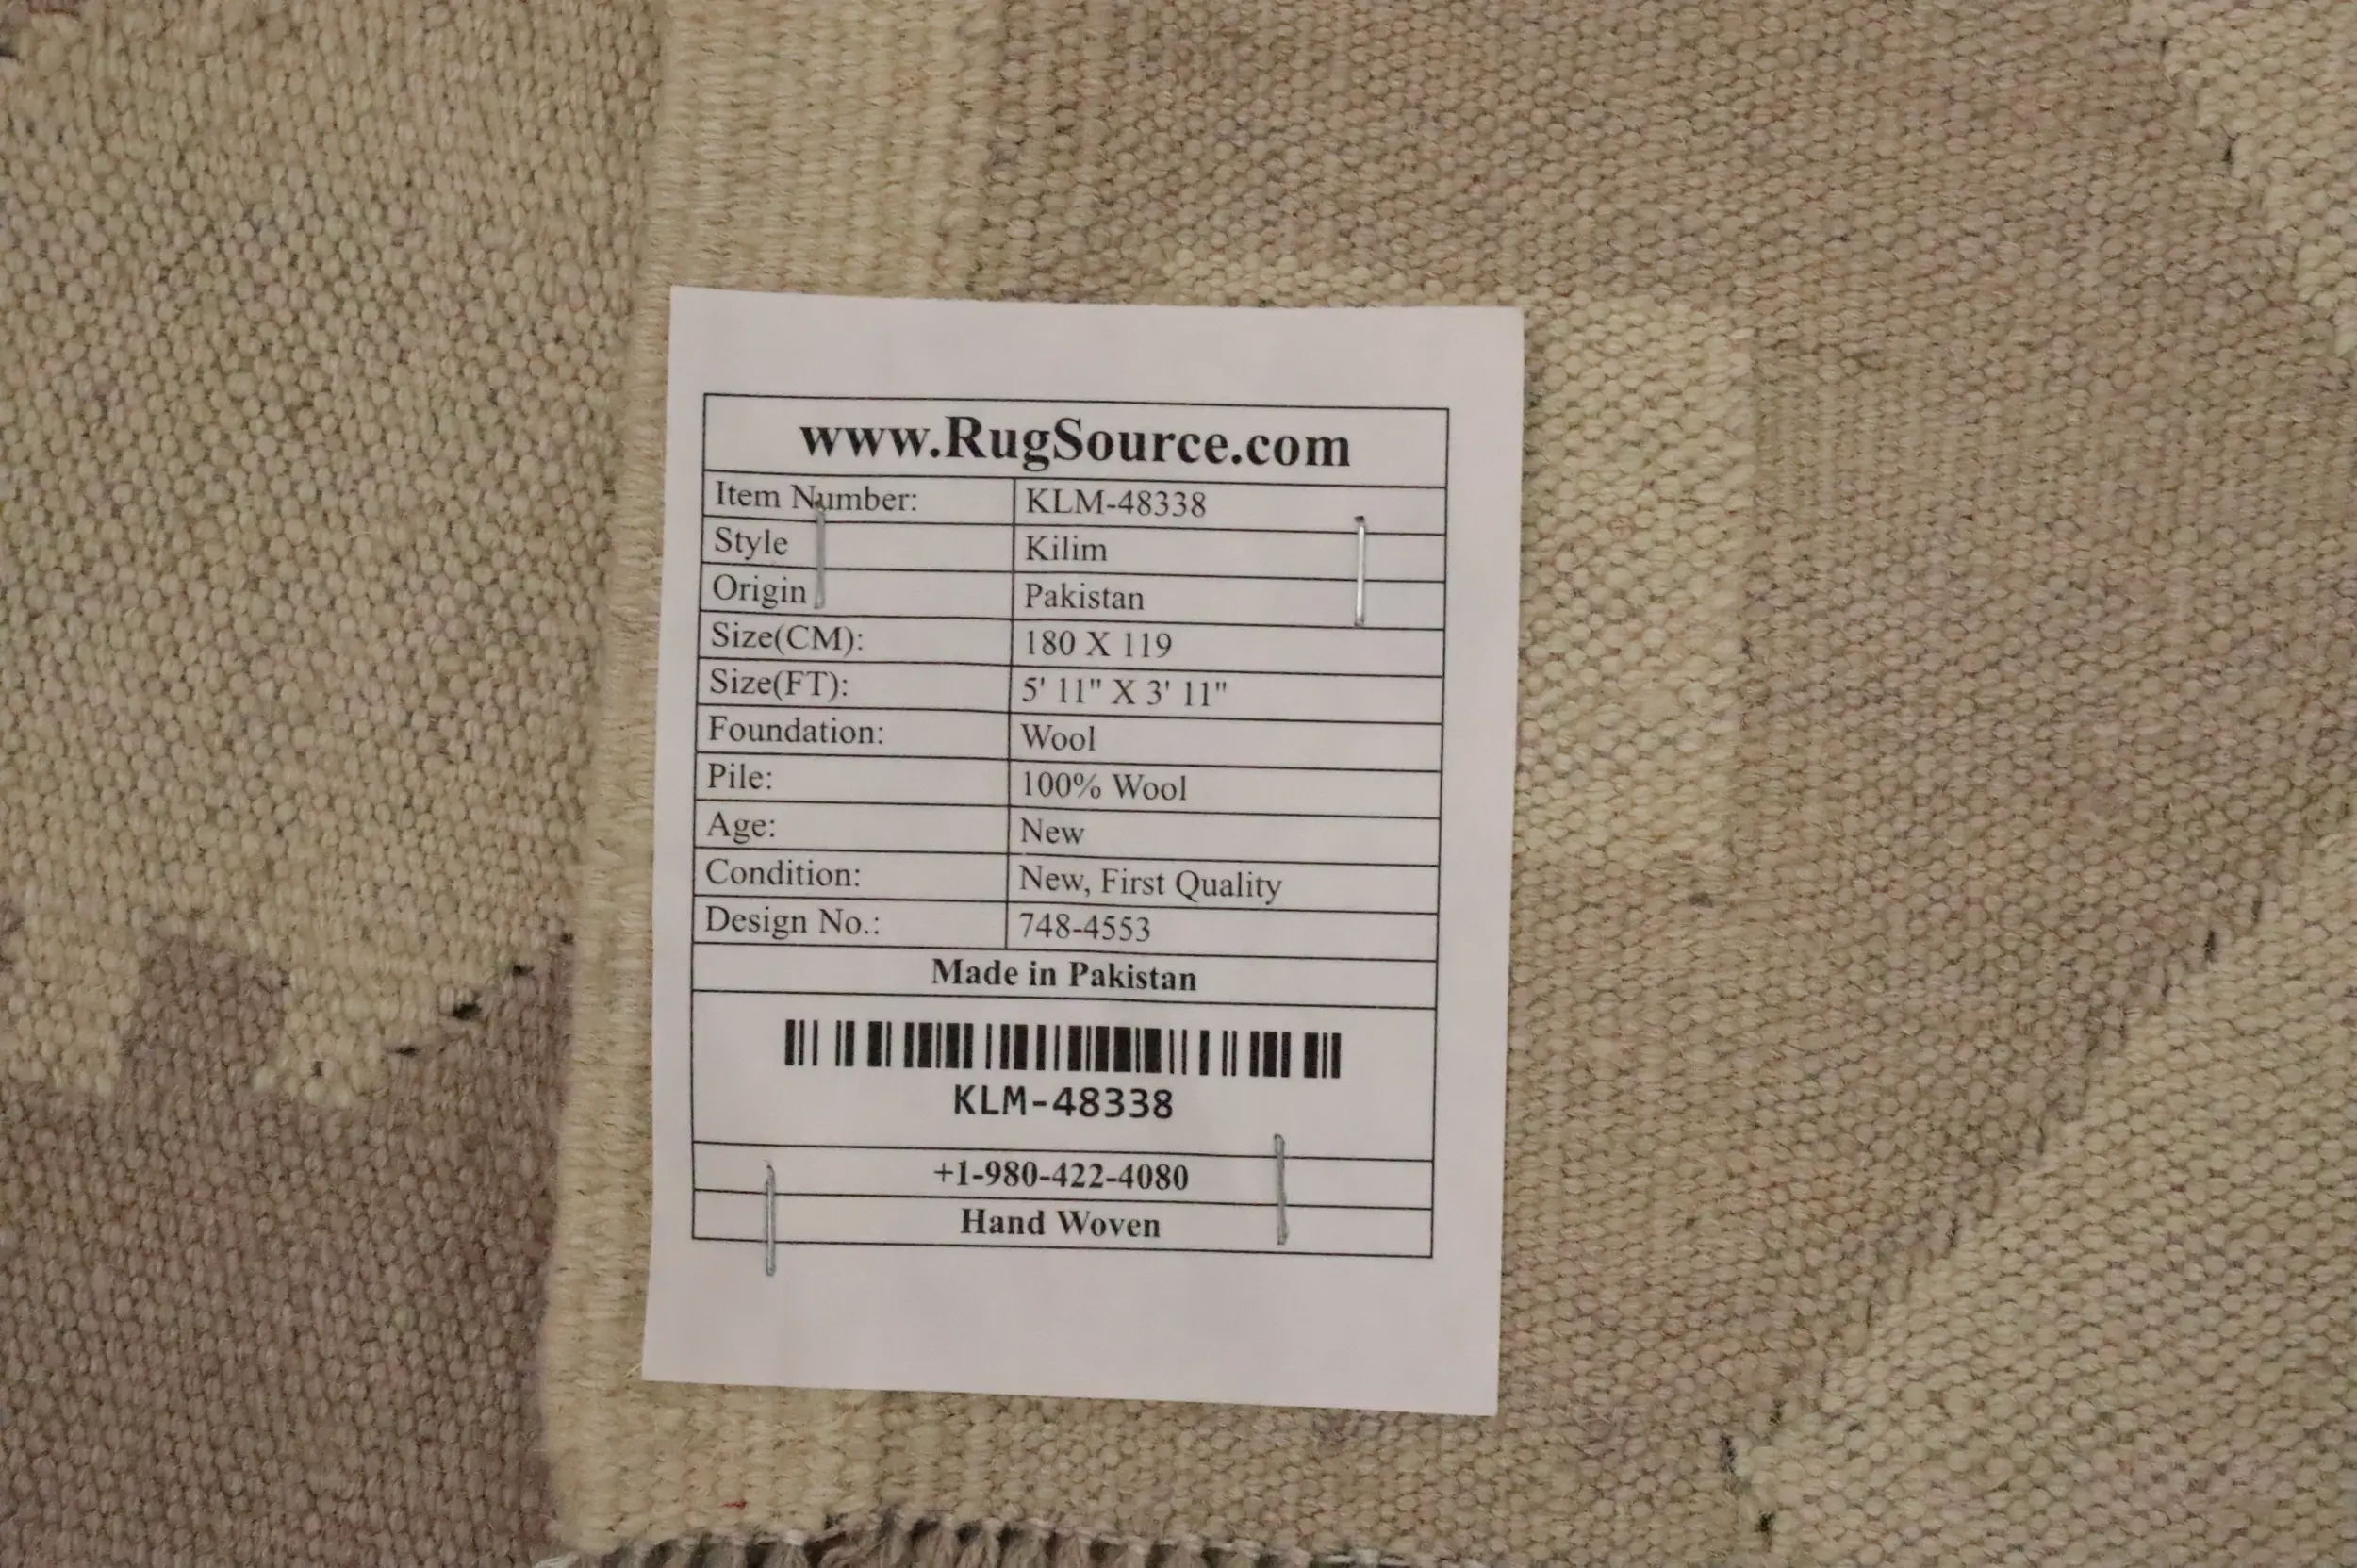 www.RugSource.com
Item Number: KLM-48338
Style Kilim
Origin Pakistan
Size(CM): 180 X 119
Size(FT): 5' 11" X 3' 11"
Foundation: Wool
Pile: 100% Wool
Age: New
Condition: New, First Quality
Design No.: 748-4553
Made in Pakistan
KLM-48338
+1-980-422-4080
Hand Woven